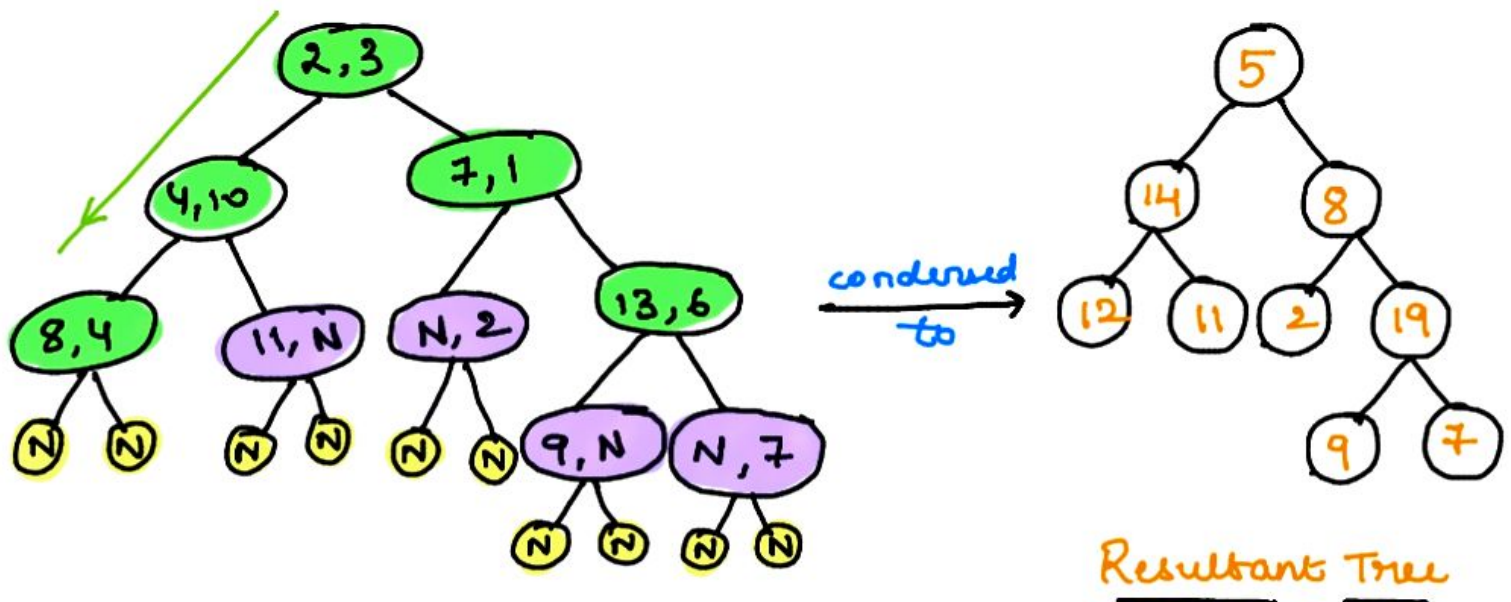 2,3
5
4,10
7,1
14
8
8,4
11,N
N,2
13,6
condensed
to
12
11
2
19
N
N
N
N
N
N
9,N
N,7
9
7
N
N
N
N
Resultant Tree